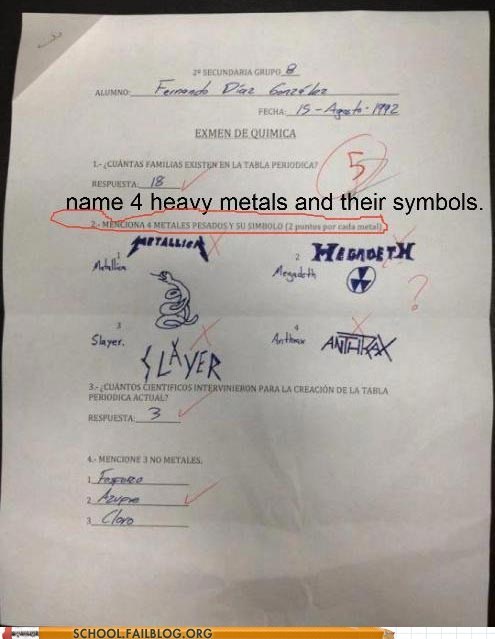 2º SECUNDARIA GRUPO B
ALUMNO: Fernando Díaz González
FECHA: 15-Agosto-1992
EXMEN DE QUIMICA
1.- ¿CUÁNTAS FAMILIAS EXISTEN EN LA TABLA PERIODICA?
5
RESPUESTA: 18
name 4 heavy metals and their symbols.
2.- MENCIONA 4 METALES PESADOS Y SU SIMBOLO (2 puntos por cada metal)
1 METALLICA
Metallica
2 MEGADETH
Megadeth
?
3
Slayer.
SLAYER
4
Anthrax ANTHRAX
3.- ¿CUÁNTOS CIENTIFICOS INTERVINIERON PARA LA CREACIÓN DE LA TABLA
PERIODICA ACTUAL?
RESPUESTA: 3
4.- MENCIONE 3 NO METALES.
1 Fosforo
2 Azufre
3 Cloro
SCHOOL.FAILBLOG.ORG